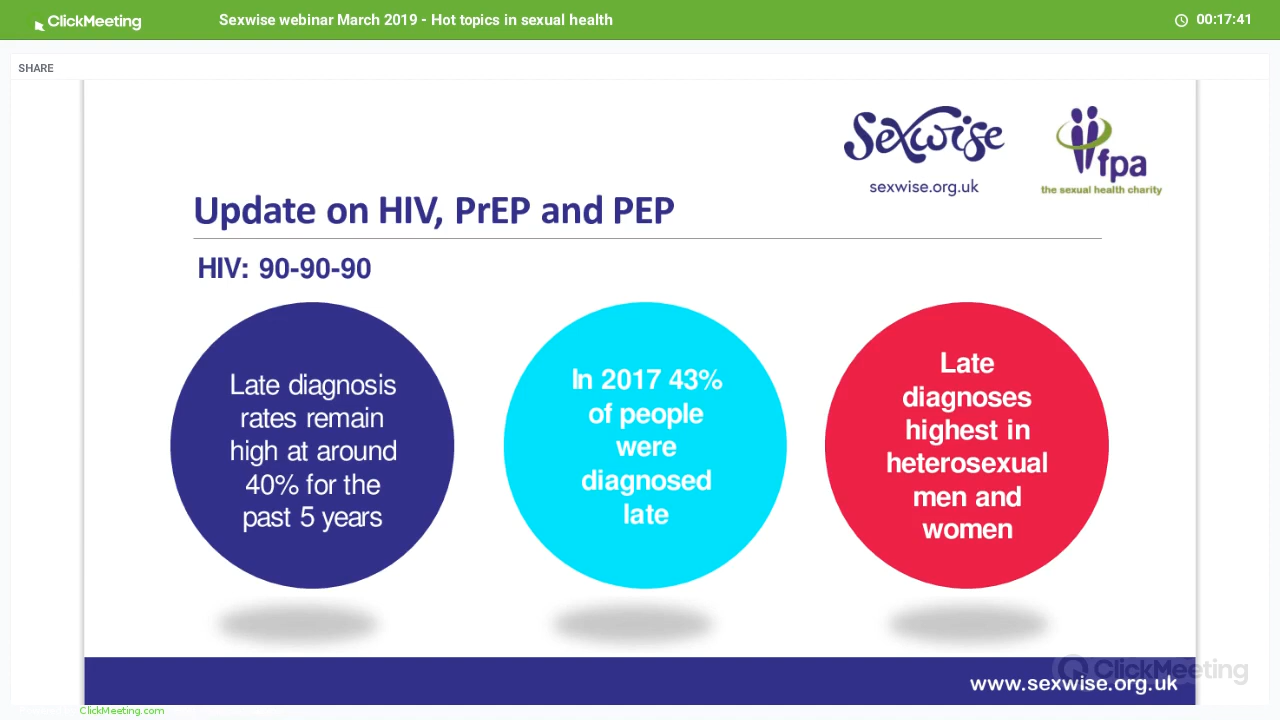 ClickMeeting
Sexwise webinar March 2019 - Hot topics in sexual health
00:17:41
SHARE
Sexwise
sexwise.org.uk
fpa
the sexual health charity
Update on HIV, PrEP and PEP
HIV: 90-90-90
Late diagnosis
rates remain
high at around
40% for the
past 5 years
In 2017 43%
of people
were
diagnosed
late
Late
diagnoses
highest in
heterosexual
men and
women
ClickMeeting
www.sexwise.org.uk
ClickMeeting.com